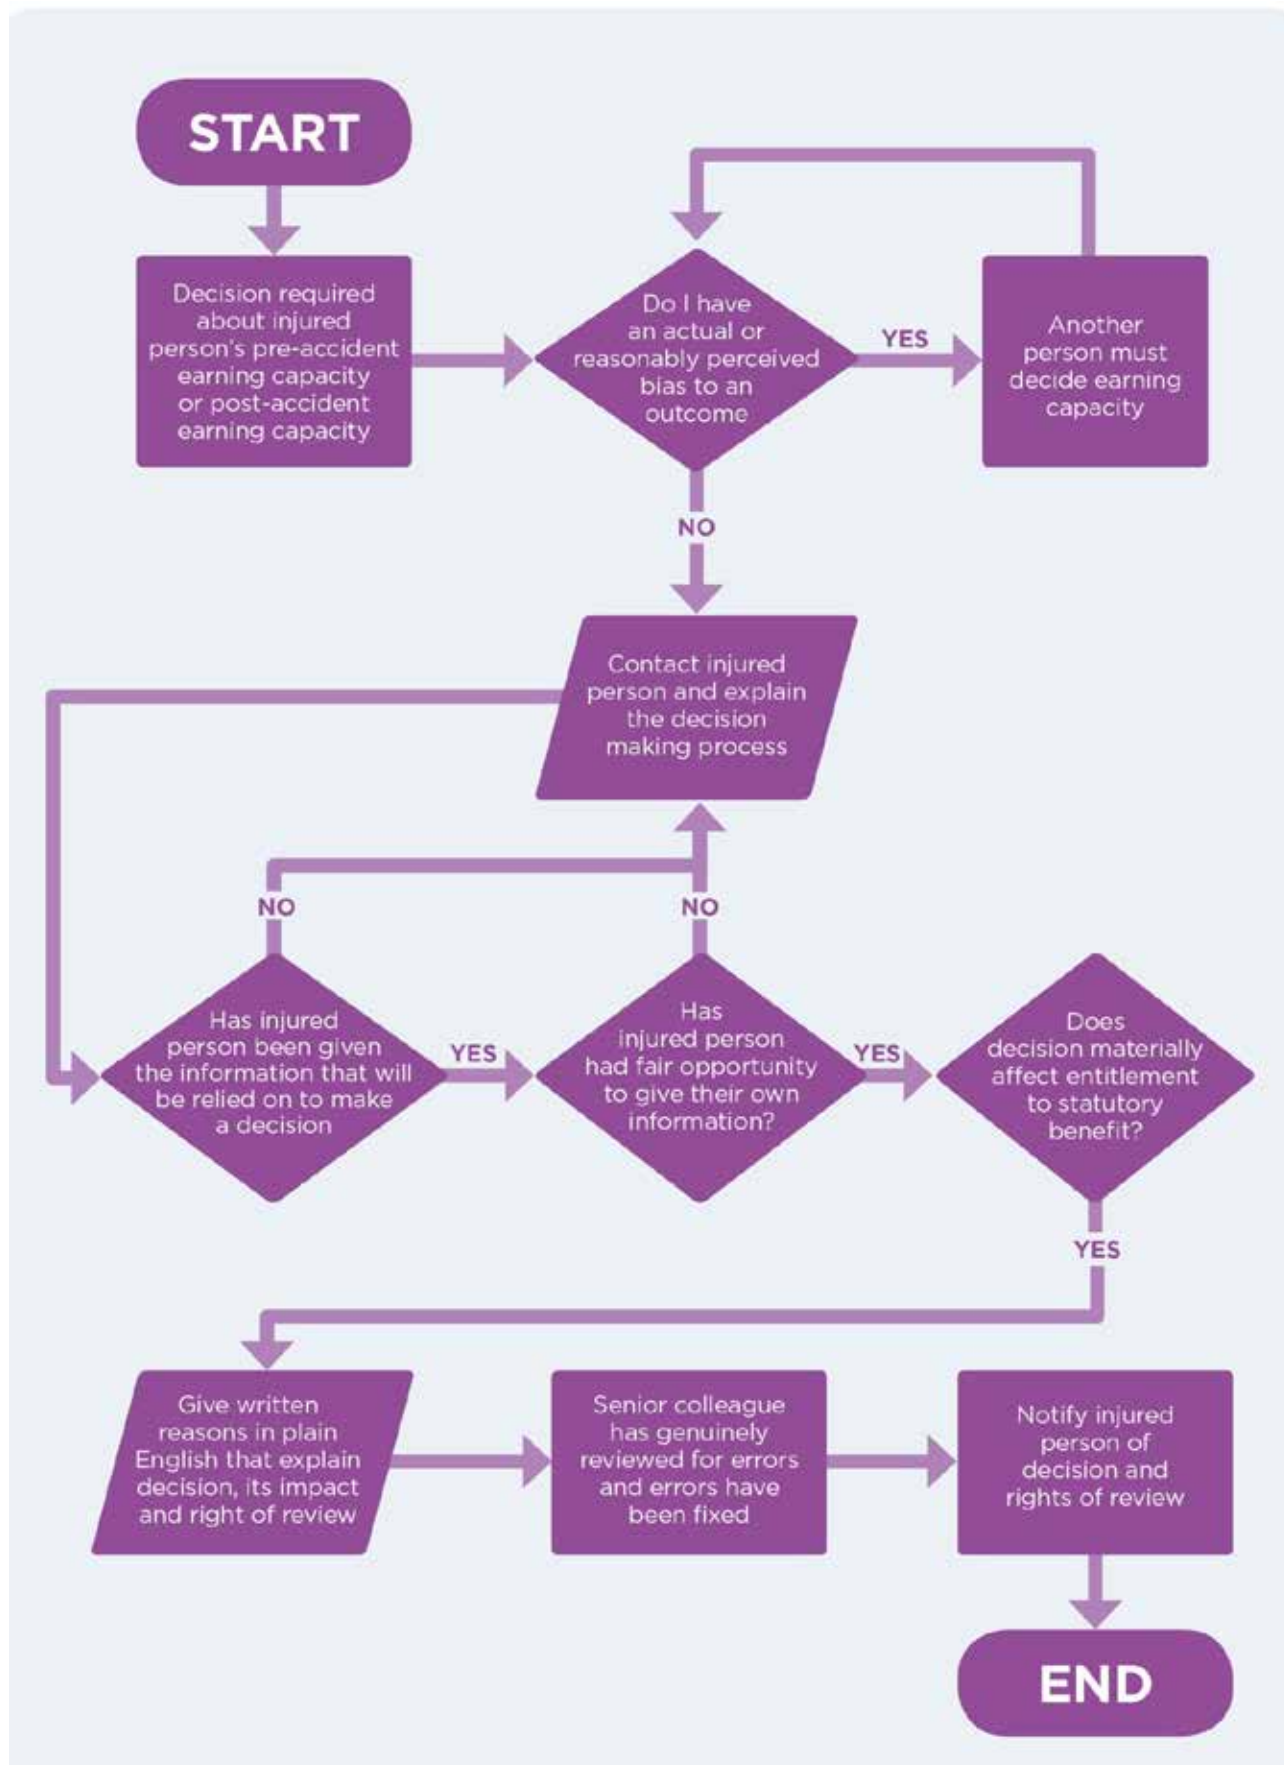 START
Decision required
about injured
person's pre-accident
earning capacity
or post-accident
earning capacity
Do I have
an actual or
reasonably perceived
bias to an
outcome
YES
Another
person must
decide earning
capacity
NO
Contact injured
person and explain
the decision
making process
NO
NO
Has injured
person been given
the information that will
be relied on to make
a decision
YES
Has
injured person
had fair opportunity
to give their own
information?
YES
Does
decision materially
affect entitlement
to statutory
benefit?
YES
Give written
reasons in plain
English that explain
decision, its impact
and right of review
Senior colleague
has genuinely
reviewed for errors
and errors have
been fixed
Notify injured
person of
decision and
rights of review
END